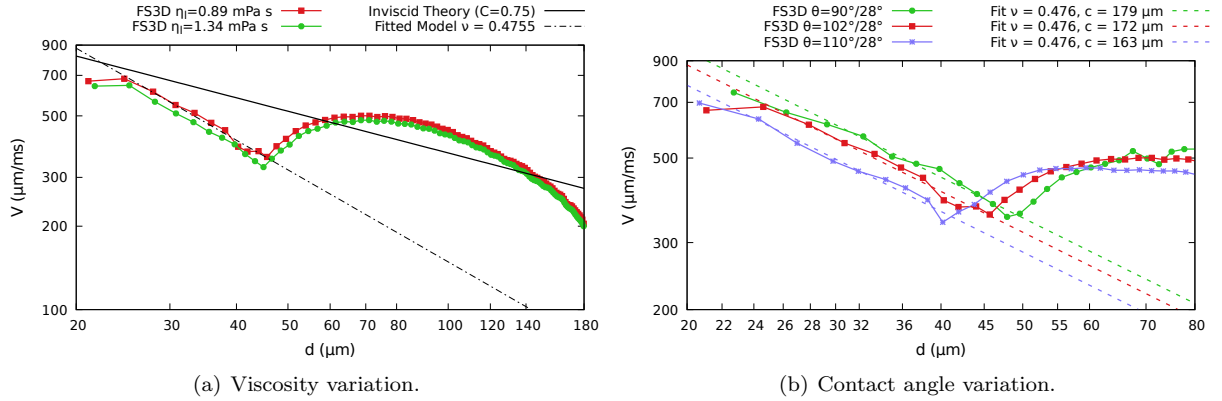 FS3D ηl=0.89 mPa s
FS3D ηl=1.34 mPa s
Inviscid Theory (C=0.75)
Fitted Model ν = 0.4755
900
700
500
300
200
100
V (µm/ms)
20
30
40
50
60
70
80
100
120
140
180
d (µm)
(a) Viscosity variation.
FS3D θ=90°/28°
FS3D θ=102°/28°
FS3D θ=110°/28°
Fit ν = 0.476, c = 179 µm
Fit ν = 0.476, c = 172 µm
Fit ν = 0.476, c = 163 µm
900
700
500
300
200
V (µm/ms)
20
22
24
26
28
32
36
40
45
50
55
60
70
80
d (µm)
(b) Contact angle variation.